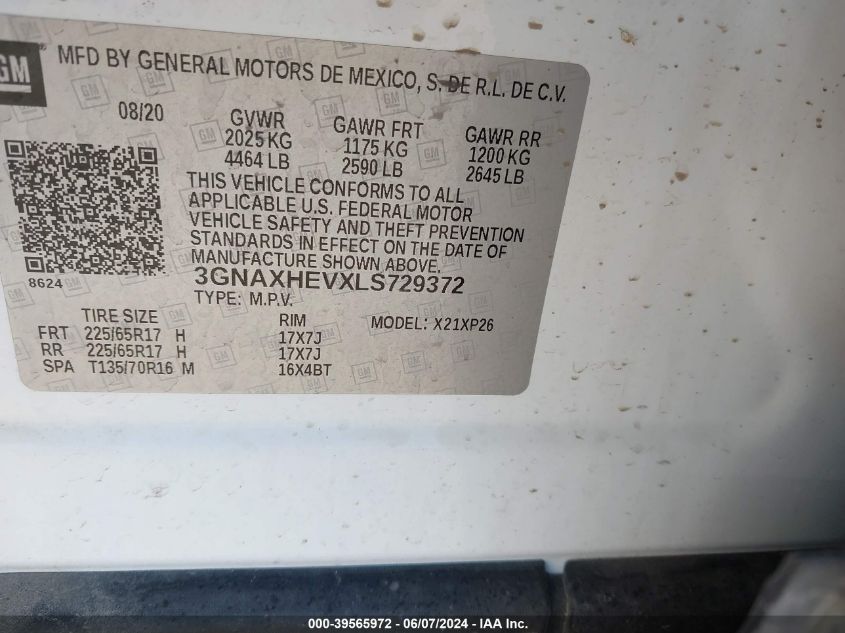 GM
MFD BY GENERAL MOTORS DE MEXICO, S. DE R.L. DE C.V.
08/20 GVWR GAWR FRT GAWR RR
2025 KG 1175 KG 1200 KG
4464 LB 2590 LB 2645 LB
THIS VEHICLE CONFORMS TO ALL
APPLICABLE U.S. FEDERAL MOTOR
VEHICLE SAFETY AND THEFT PREVENTION
STANDARDS IN EFFECT ON THE DATE OF
MANUFACTURE SHOWN ABOVE.
8624 3GNAXHEVXLS729372
TYPE: M.P.V.
TIRE SIZE RIM MODEL: X21XP26
FRT 225/65R17 H 17X7J
RR 225/65R17 H 17X7J
SPA T135/70R16 M 16X4BT
000-39565972 - 06/07/2024 - IAA Inc.